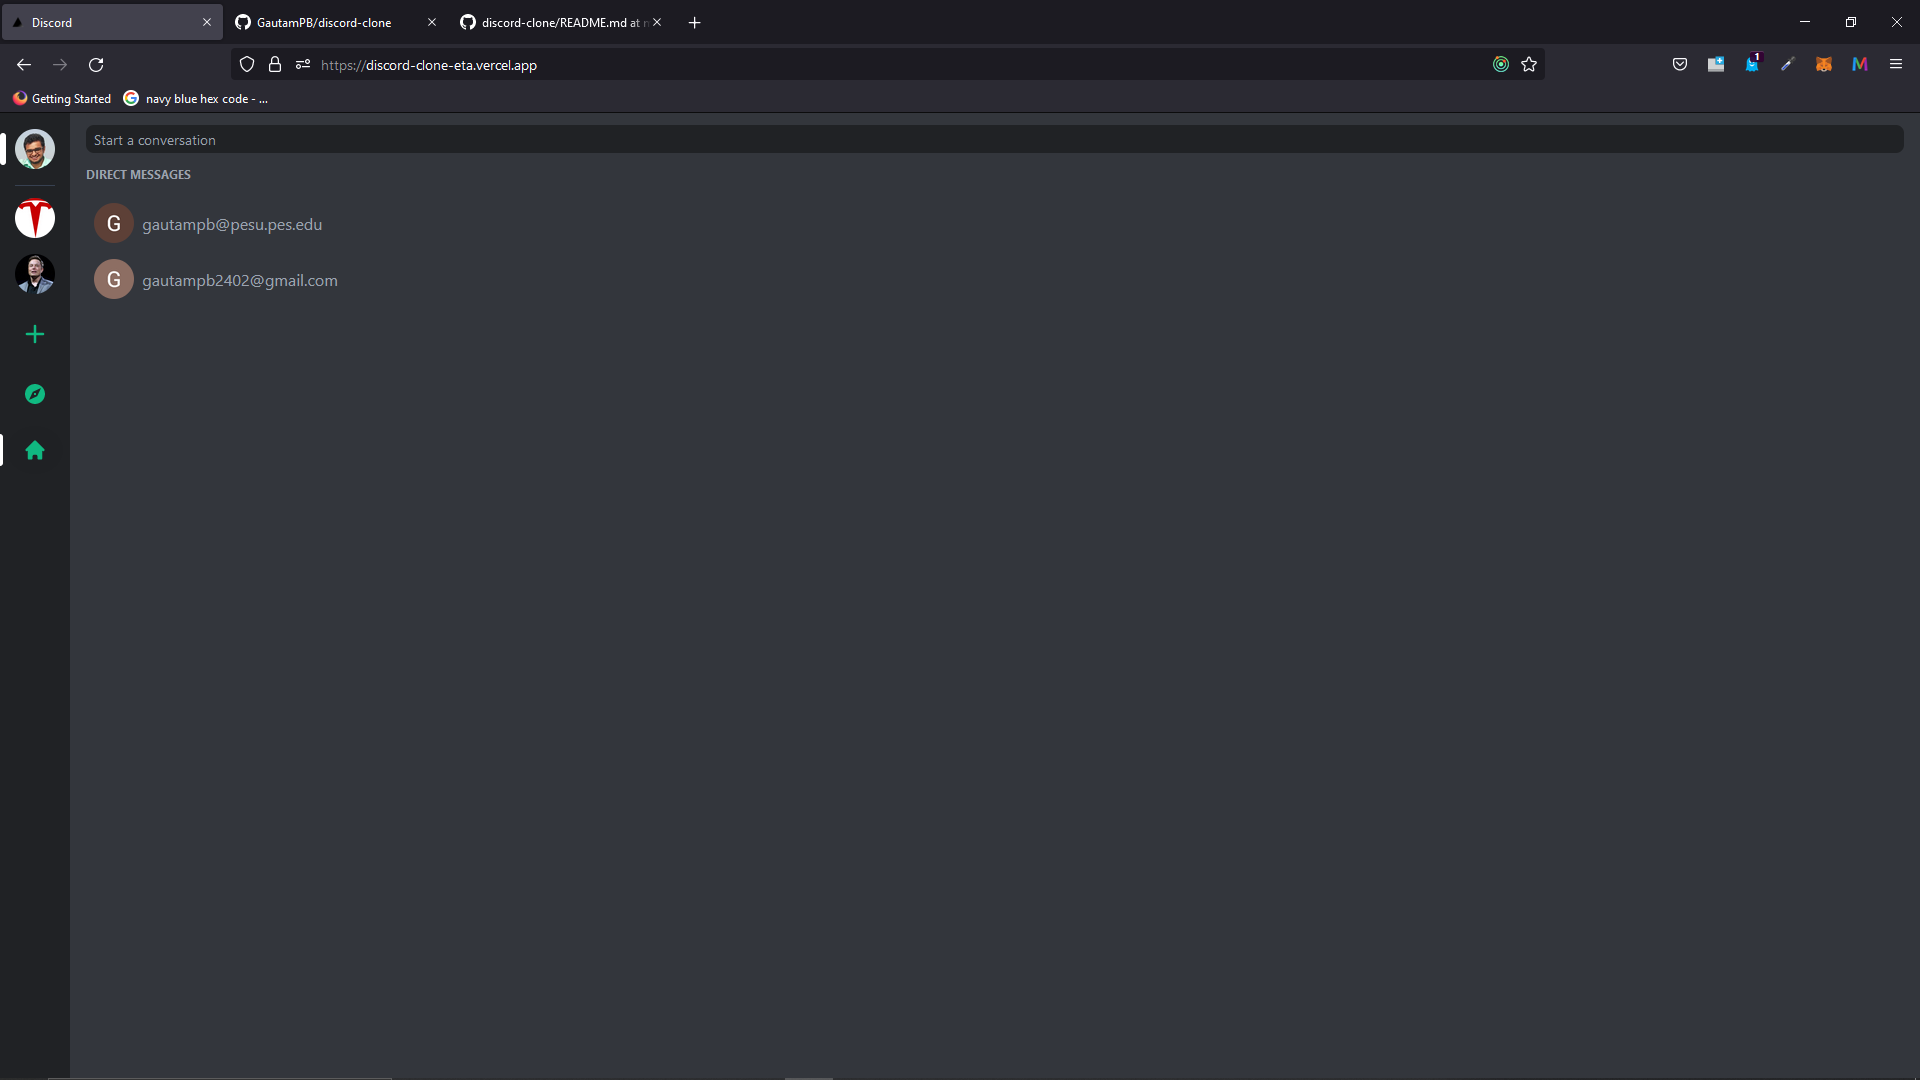 Discord
GautamPB/discord-clone
discord-clone/README.md at
https://discord-clone-eta.vercel.app
1
M
Getting Started
navy blue hex code - ...
Start a conversation
DIRECT MESSAGES
G gautampb@pesu.pes.edu
G gautampb2402@gmail.com